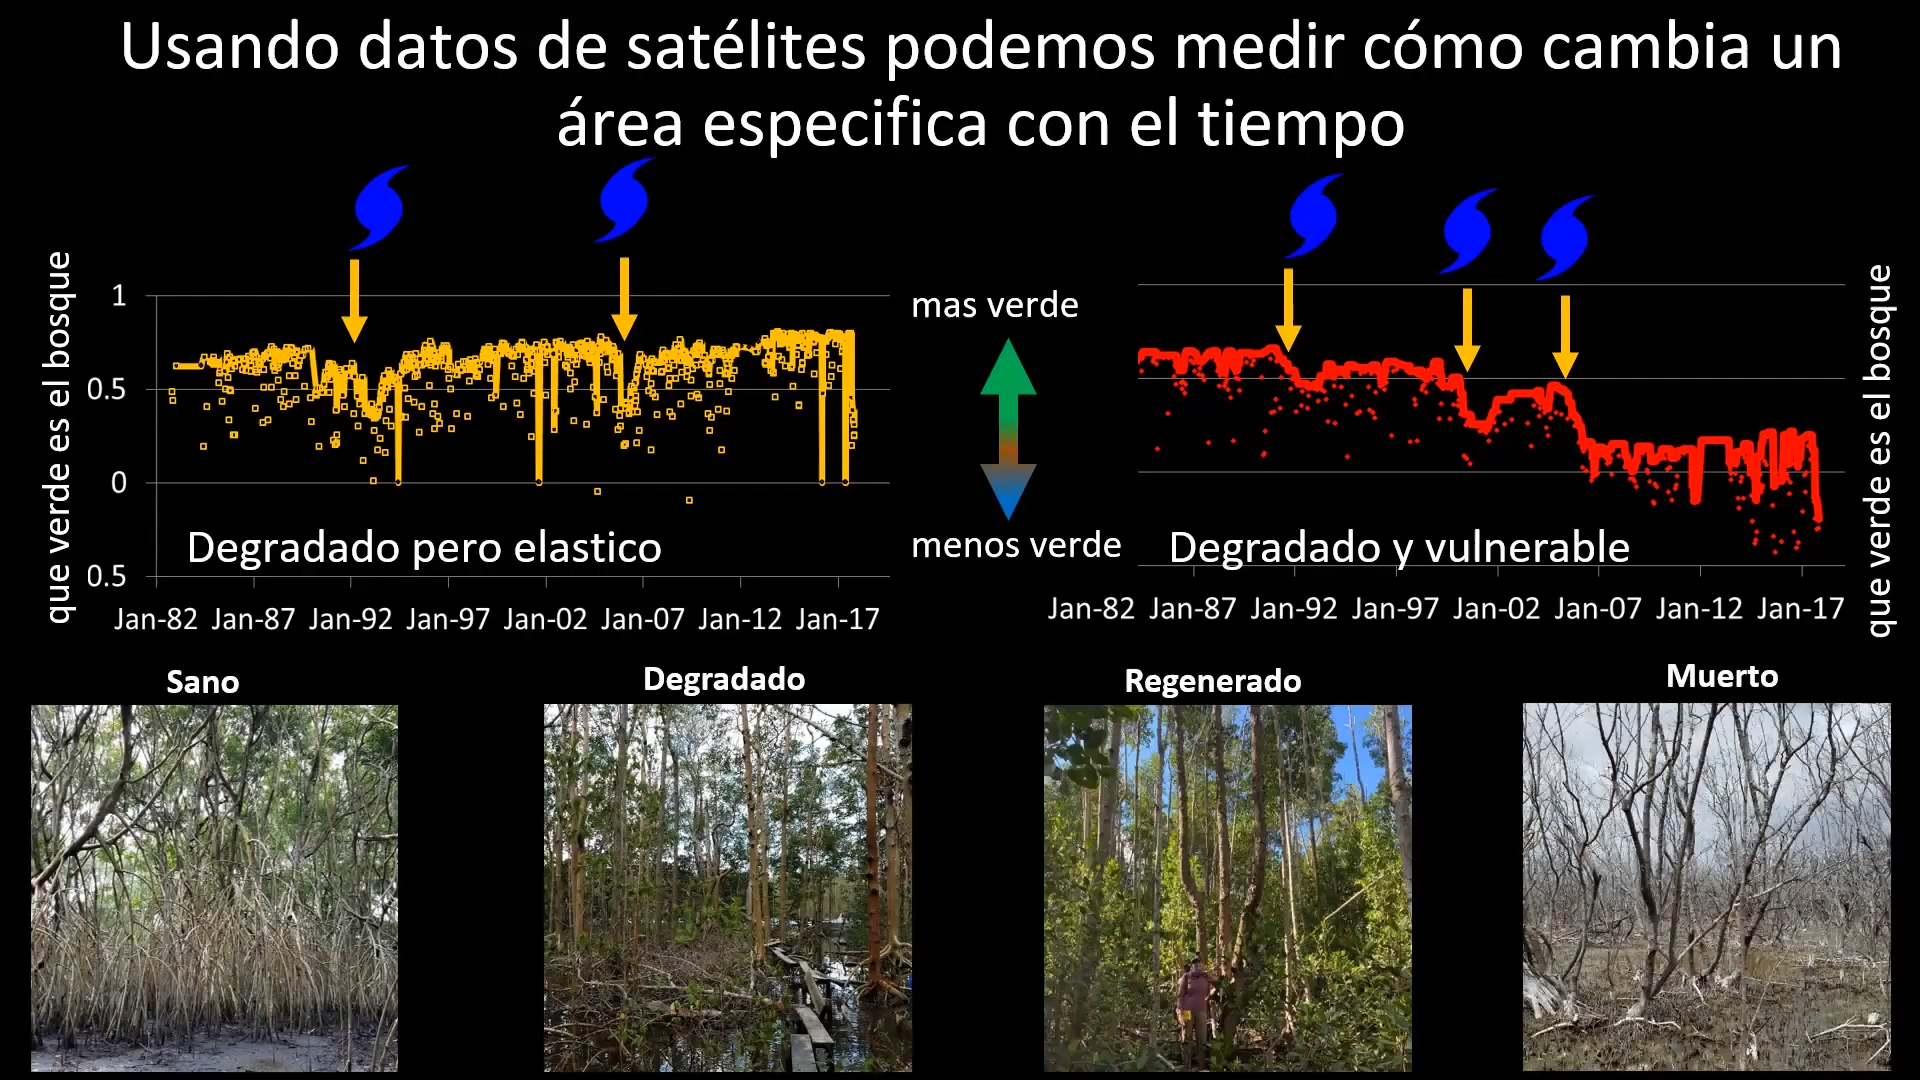 Usando datos de satélites podemos medir cómo cambia un
área especifica con el tiempo
que verde es el bosque
1
0.5
0
0.5
Degradado pero elastico
Jan-82 Jan-87 Jan-92 Jan-97 Jan-02 Jan-07 Jan-12 Jan-17
mas verde
menos verde
Degradado y vulnerable
Jan-82 Jan-87 Jan-92 Jan-97 Jan-02 Jan-07 Jan-12 Jan-17
que verde es el bosque
Sano
Degradado
Regenerado
Muerto